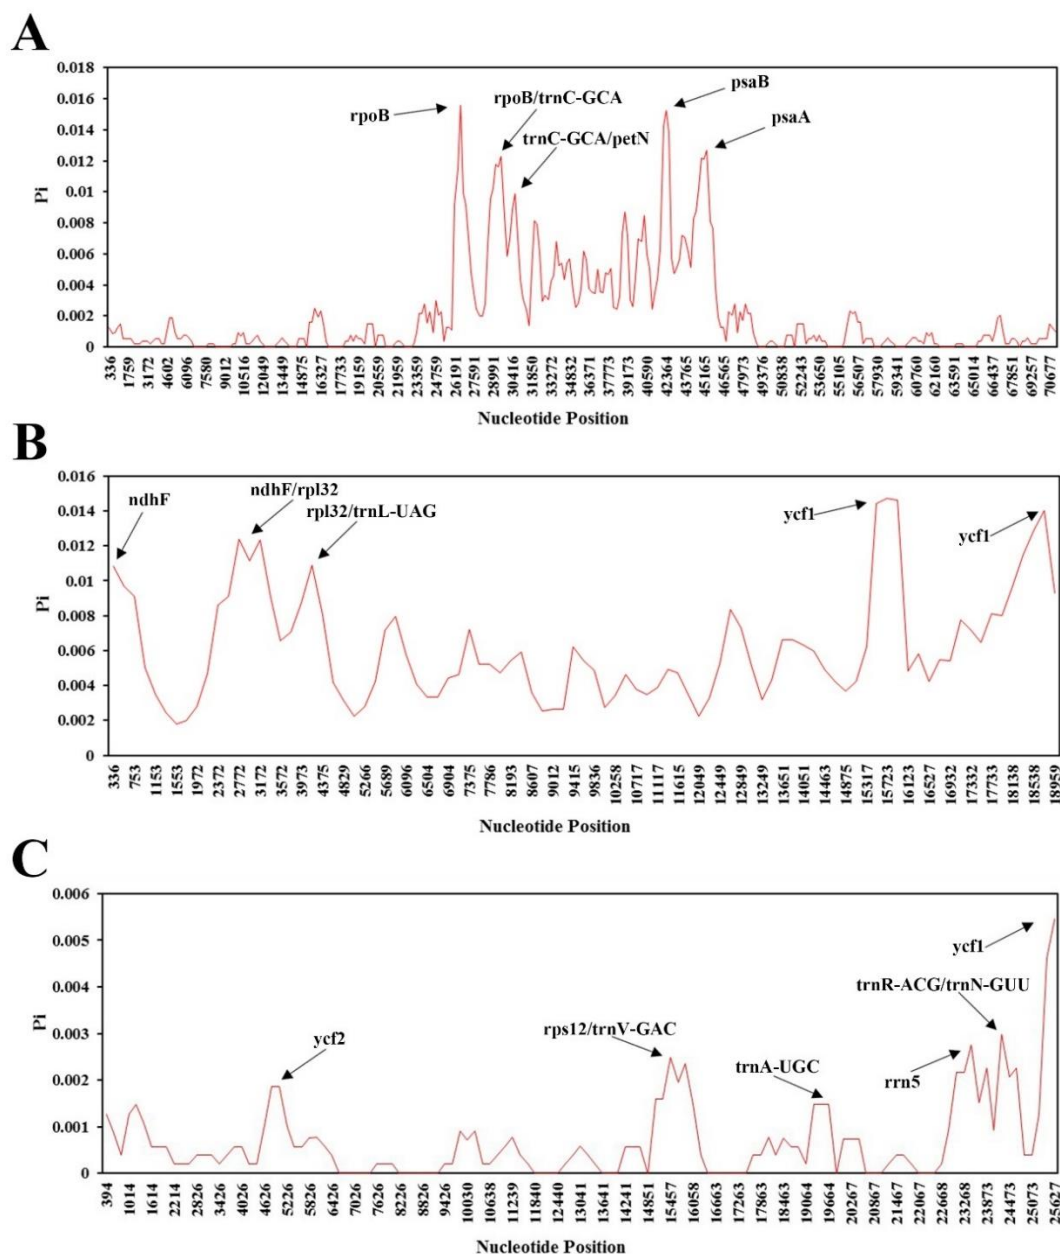 A
0.018
0.016
0.014
0.012
0.01
0.008
0.006
0.004
0.002
0
Pi
rpoB
rpoB/trnC-GCA
trnC-GCA/petN
psaB
psaA
336 1759 3172 4602 6096 7580 9012 10516 12049 13449 14875 16327 17733 19159 20559 21959 23359 24759 26191 27591 28991 30416 31850 33272 34832 36371 37773 39173 40590 42364 43765 45165 46565 47973 49376 50838 52243 53650 55105 56507 57930 59341 60760 62160 63591 65014 66437 67851 69257 70677
Nucleotide Position
B
0.016
0.014
0.012
0.01
0.008
0.006
0.004
0.002
0
Pi
ndhF
ndhF/rpl32
rpl32/trnL-UAG
ycf1
ycf1
336 753 1153 1553 1972 2372 2772 3172 3572 3973 4375 4829 5266 5689 6096 6504 6904 7375 7786 8193 8607 9012 9415 9836 10258 10717 11117 11615 12049 12449 12849 13249 13651 14051 14463 14875 15317 15723 16123 16527 16932 17332 17733 18138 18538 18959
Nucleotide Position
C
0.006
0.005
0.004
0.003
0.002
0.001
0
Pi
ycf2
rps12/trnV-GAC
trnA-UGC
rrn5
trnR-ACG/trnN-GUU
ycf1
394 1014 1614 2214 2826 3426 4026 4626 5226 5826 6426 7026 7626 8226 8826 9426 10030 10638 11239 11840 12440 13041 13641 14241 14851 15457 16058 16663 17263 17863 18463 19064 19664 20267 20867 21467 22067 22668 23268 23873 24473 25073 25673
Nucleotide Position